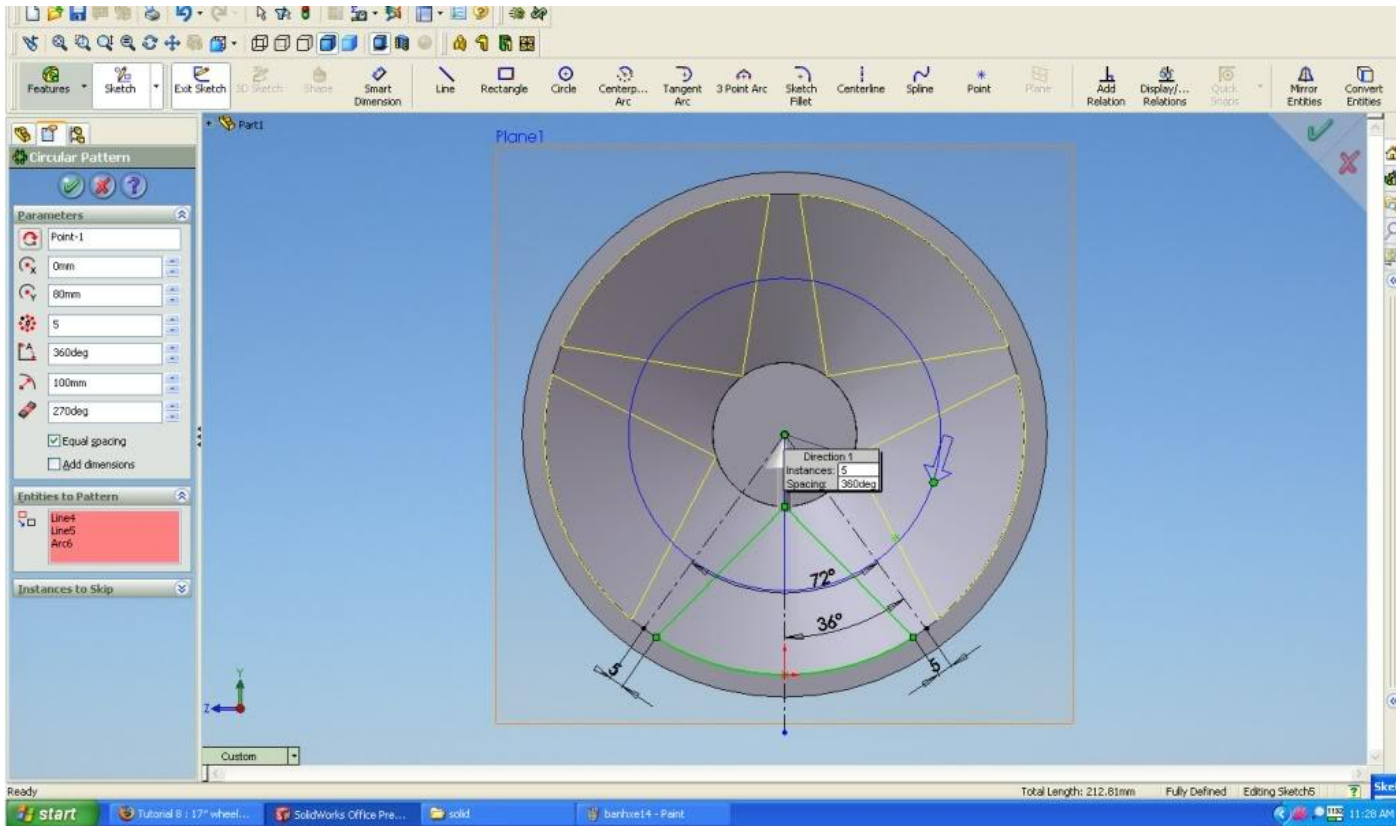 Features
Sketch
Exit Sketch
3D Sketch
Shape
Smart Dimension
Line
Rectangle
Circle
Centerp... Arc
Tangent Arc
3 Point Arc
Sketch Fillet
Centerline
Spline
Point
Plane
Add Relation
Display/... Relations
Quick Snaps
Mirror Entities
Convert Entities
Part1
Circular Pattern
Parameters
Point-1
0mm
80mm
5
360deg
100mm
270deg
Equal spacing
Add dimensions
Entities to Pattern
Line4
Line5
Arc6
Instances to Skip
Plane1
Direction 1
Instances: 5
Spacing: 360deg
72°
36°
5
5
Y
Z
Custom
Ready
Total Length: 212.81mm Fully Defined Editing Sketch5
start
Tutorial 8 : 17" wheel...
SolidWorks Office Pre...
solid
banhxe14 - Paint
11:28 AM